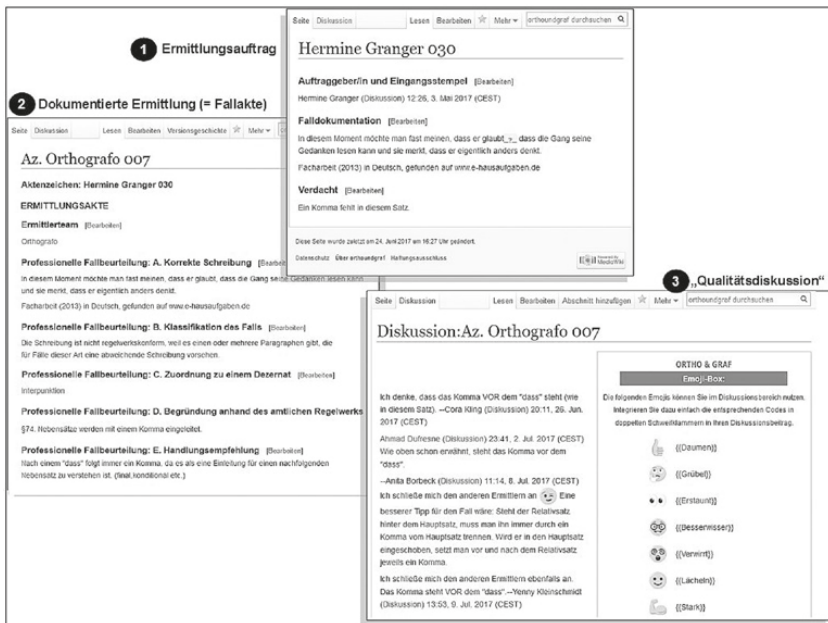 1 Ermittlungsauftrag
Seite Diskussion Lesen Bearbeiten Mehr orthoundgraf durchsuchen
Hermine Granger 030
Auftraggeber/in und Eingangsstempel [Bearbeiten]
Hermine Granger (Diskussion) 12:26, 3. Mai 2017 (CEST)
Falldokumentation [Bearbeiten]
In diesem Moment möchte man fast meinen, dass er glaubt_?_ dass die Gang seine
Gedanken lesen kann und sie merkt, dass er eigentlich anders denkt.
Facharbeit (2013) in Deutsch, gefunden auf www.e-hausaufgaben.de
Verdacht [Bearbeiten]
Ein Komma fehlt in diesem Satz.
Diese Seite wurde zuletzt am 24. Juni 2017 um 16:27 Uhr geändert.
Datenschutz Über orthoundgraf Haftungsausschluss
Powered by
MediaWiki
2 Dokumentierte Ermittlung (= Fallakte)
Seite Diskussion Lesen Bearbeiten Versionsgeschichte Mehr
Az. Orthografo 007
Aktenzeichen: Hermine Granger 030
ERMITTLUNGSAKTE
Ermittlerteam [Bearbeiten]
Orthografo
Professionelle Fallbeurteilung: A. Korrekte Schreibung
In diesem Moment möchte man fast meinen, dass er glaubt, dass die Gang seine Gedanken lesen kann
und sie merkt, dass er eigentlich anders denkt.
Facharbeit (2013) in Deutsch, gefunden auf www.e-hausaufgaben.de
Professionelle Fallbeurteilung: B. Klassifikation des Falls [Bearbeiten]
Die Schreibung ist nicht regelwerkskonform, weil es einen oder mehrere Paragraphen gibt, die
für Fälle dieser Art eine abweichende Schreibung vorsehen.
Professionelle Fallbeurteilung: C. Zuordnung zu einem Dezernat [Bearbeiten]
Interpunktion
Professionelle Fallbeurteilung: D. Begründung anhand des amtlichen Regelwerks
§74. Nebensätze werden mit einem Komma eingeleitet.
Professionelle Fallbeurteilung: E. Handlungsempfehlung [Bearbeiten]
Nach einem "dass" folgt immer ein Komma, da es als eine Einleitung für einen nachfolgenden
Nebensatz zu verstehen ist. (final,konditional etc.)
3 „Qualitätsdiskussion“
Seite Diskussion Lesen Bearbeiten Abschnitt hinzufügen Mehr orthoundgraf durchsuchen
Diskussion:Az. Orthografo 007
Ich denke, dass das Komma VOR dem "dass" steht (wie
in diesem Satz). --Cora Kling (Diskussion) 20:11, 26. Jun.
2017 (CEST)
Ahmad Dufresne (Diskussion) 23:41, 2. Jul. 2017 (CEST)
Wie oben schon erwähnt, steht das Komma vor dem
"dass".
--Anita Borbeck (Diskussion) 11:14, 8. Jul. 2017 (CEST)
Ich schließe mich den anderen Ermittlern an Eine
besserer Tipp für den Fall wäre: Steht der Relativsatz
hinter dem Hauptsatz, muss man ihn immer durch ein
Komma vom Hauptsatz trennen. Wird er in den Hauptsatz
eingeschoben, setzt man vor und nach dem Relativsatz
jeweils ein Komma.
Ich schließe mich den anderen Ermittlern ebenfalls an.
Das Komma steht VOR dem "dass".--Yenny Kleinschmidt
(Diskussion) 13:53, 9. Jul. 2017 (CEST)
ORTHO & GRAF
Emoji-Box:
Die folgenden Emojis können Sie im Diskussionsbereich nutzen.
Integrieren Sie dazu einfach die entsprechenden Codes in
doppelten Schweifklammern in Ihren Diskussionsbeitrag.
{{Daumen}}
{{Grübel}}
{{Erstaunt}}
{{Besserwisser}}
{{Verwirrt}}
{{Lächeln}}
{{Stark}}